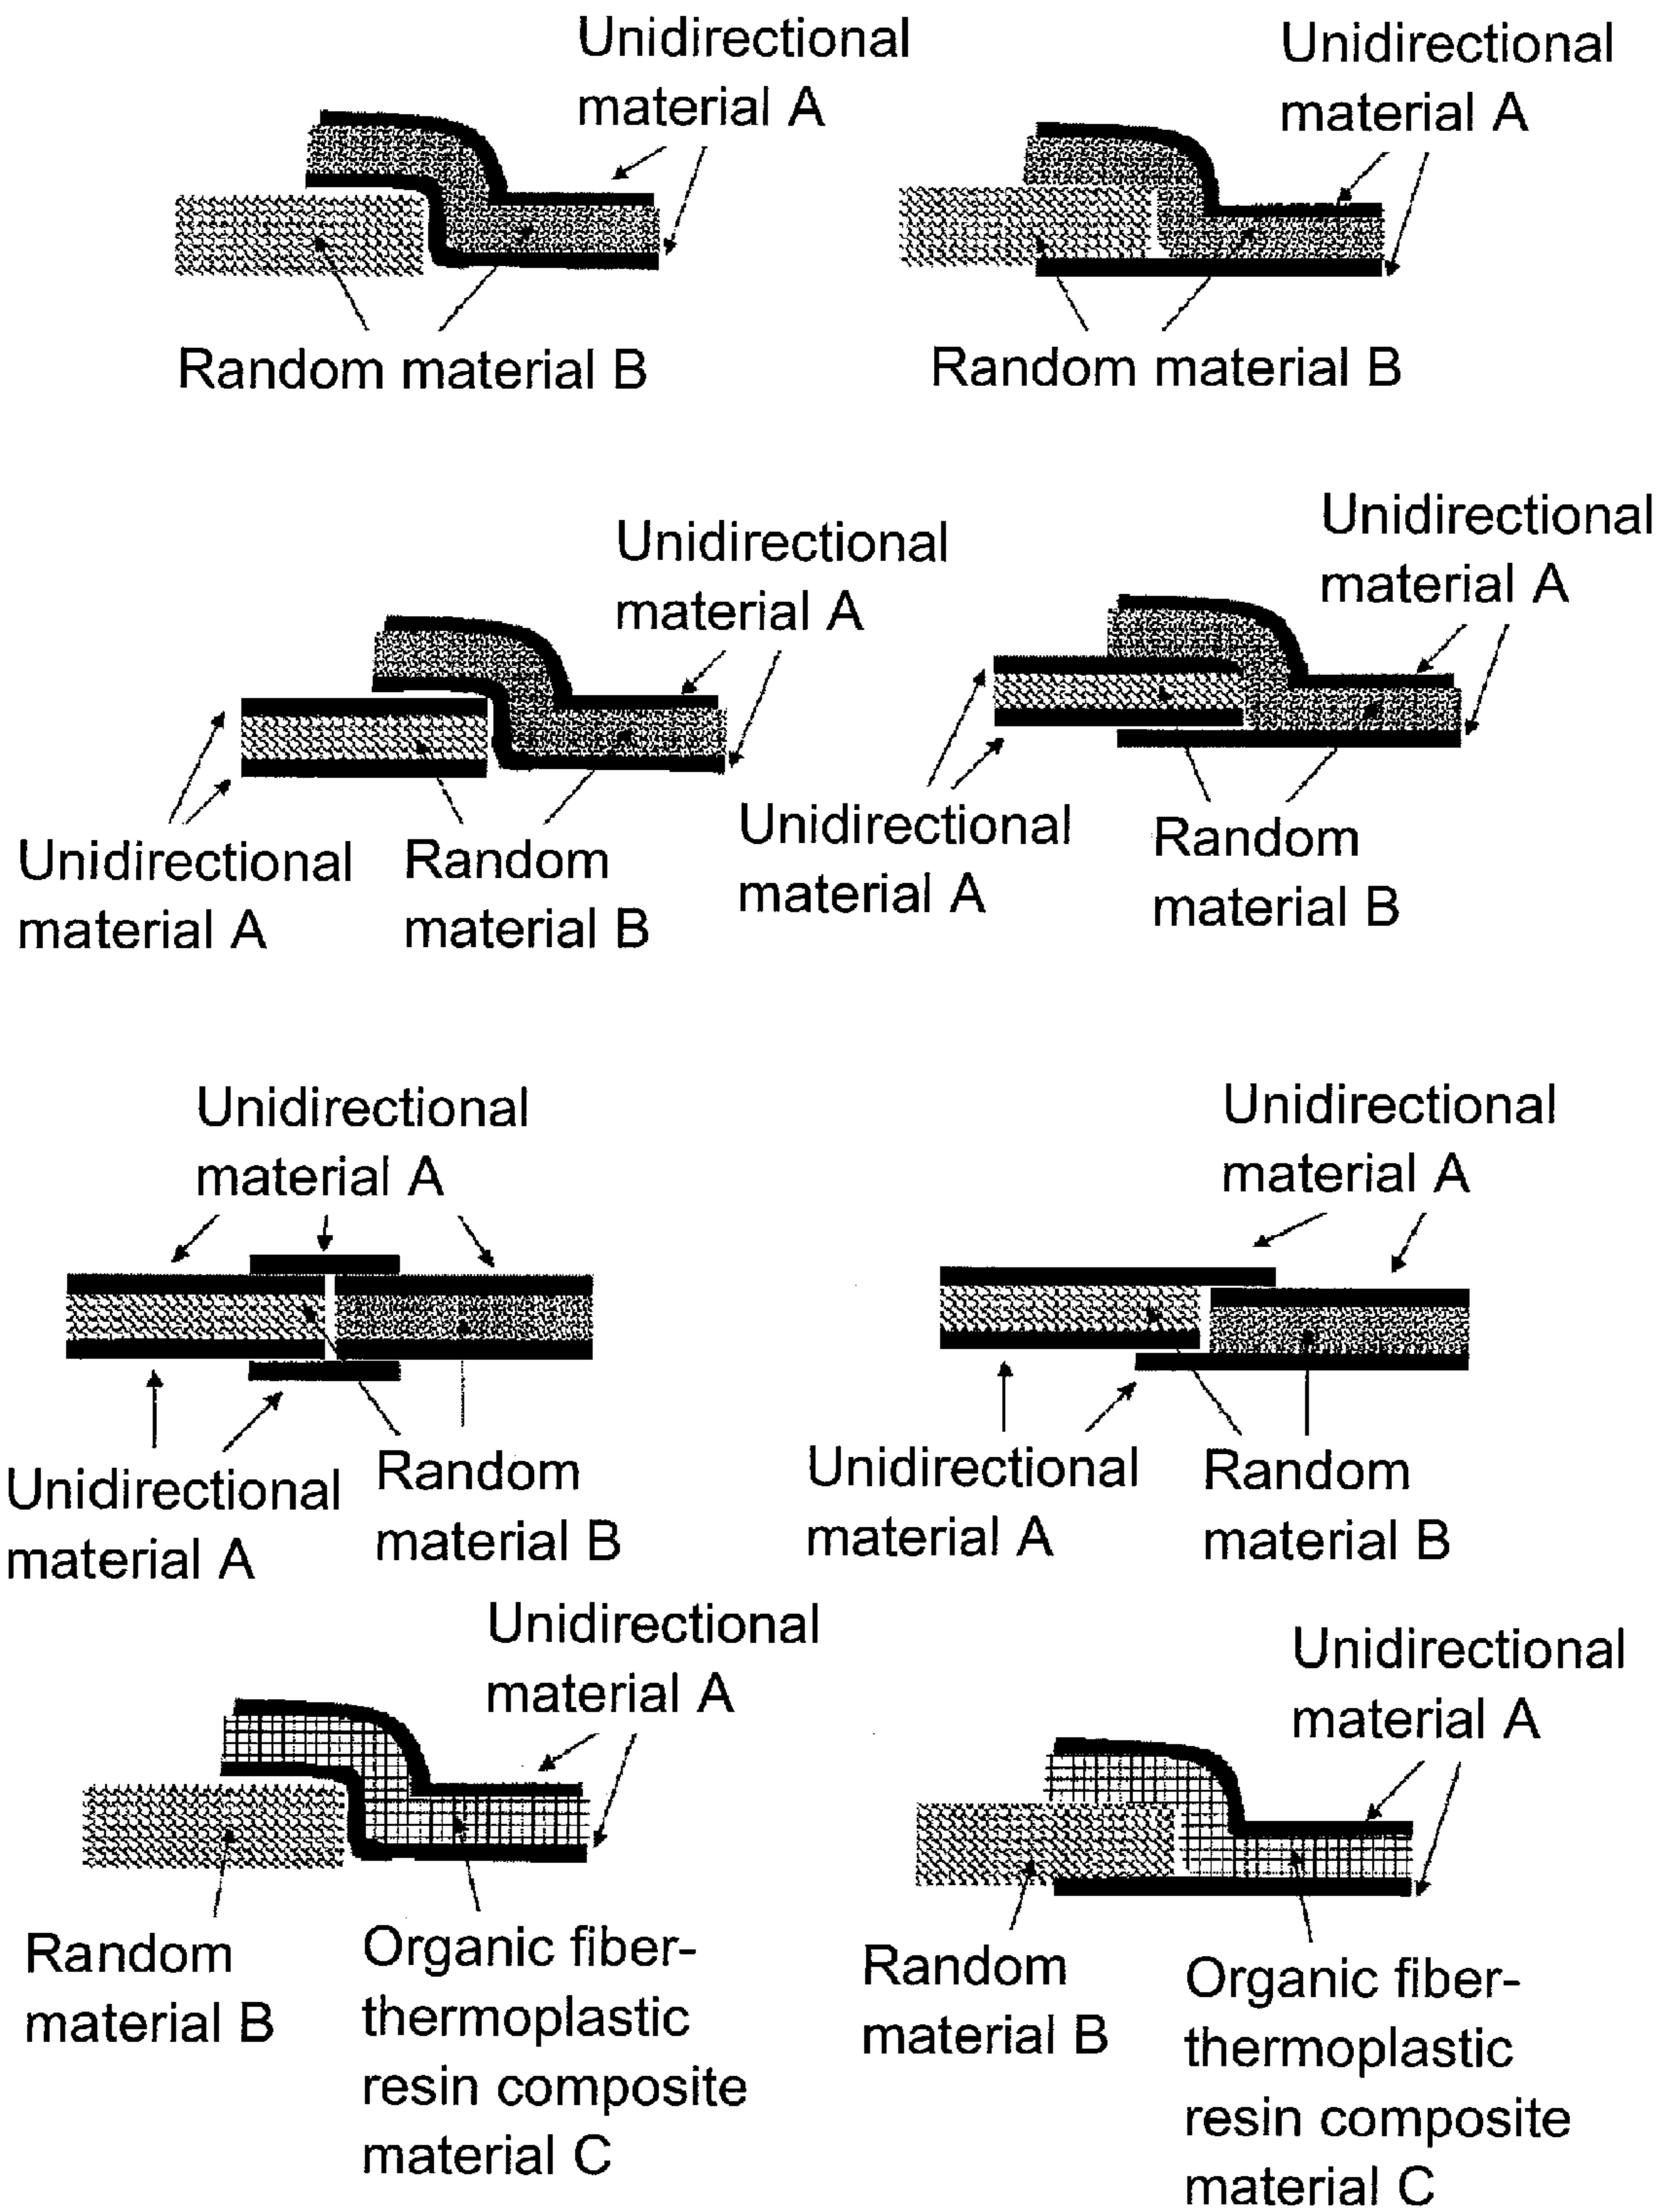 Unidirectional
material A
Random material B
Unidirectional
material A
Random material B
Unidirectional
material A
Unidirectional
material A
Random
material B
Unidirectional
material A
Unidirectional
material A
Random
material B
Unidirectional
material A
Unidirectional
material A
Random
material B
Unidirectional
material A
Unidirectional
material A
Random
material B
Unidirectional
material A
Random
material B
Organic fiber-
thermoplastic
resin composite
material C
Unidirectional
material A
Random
material B
Organic fiber-
thermoplastic
resin composite
material C